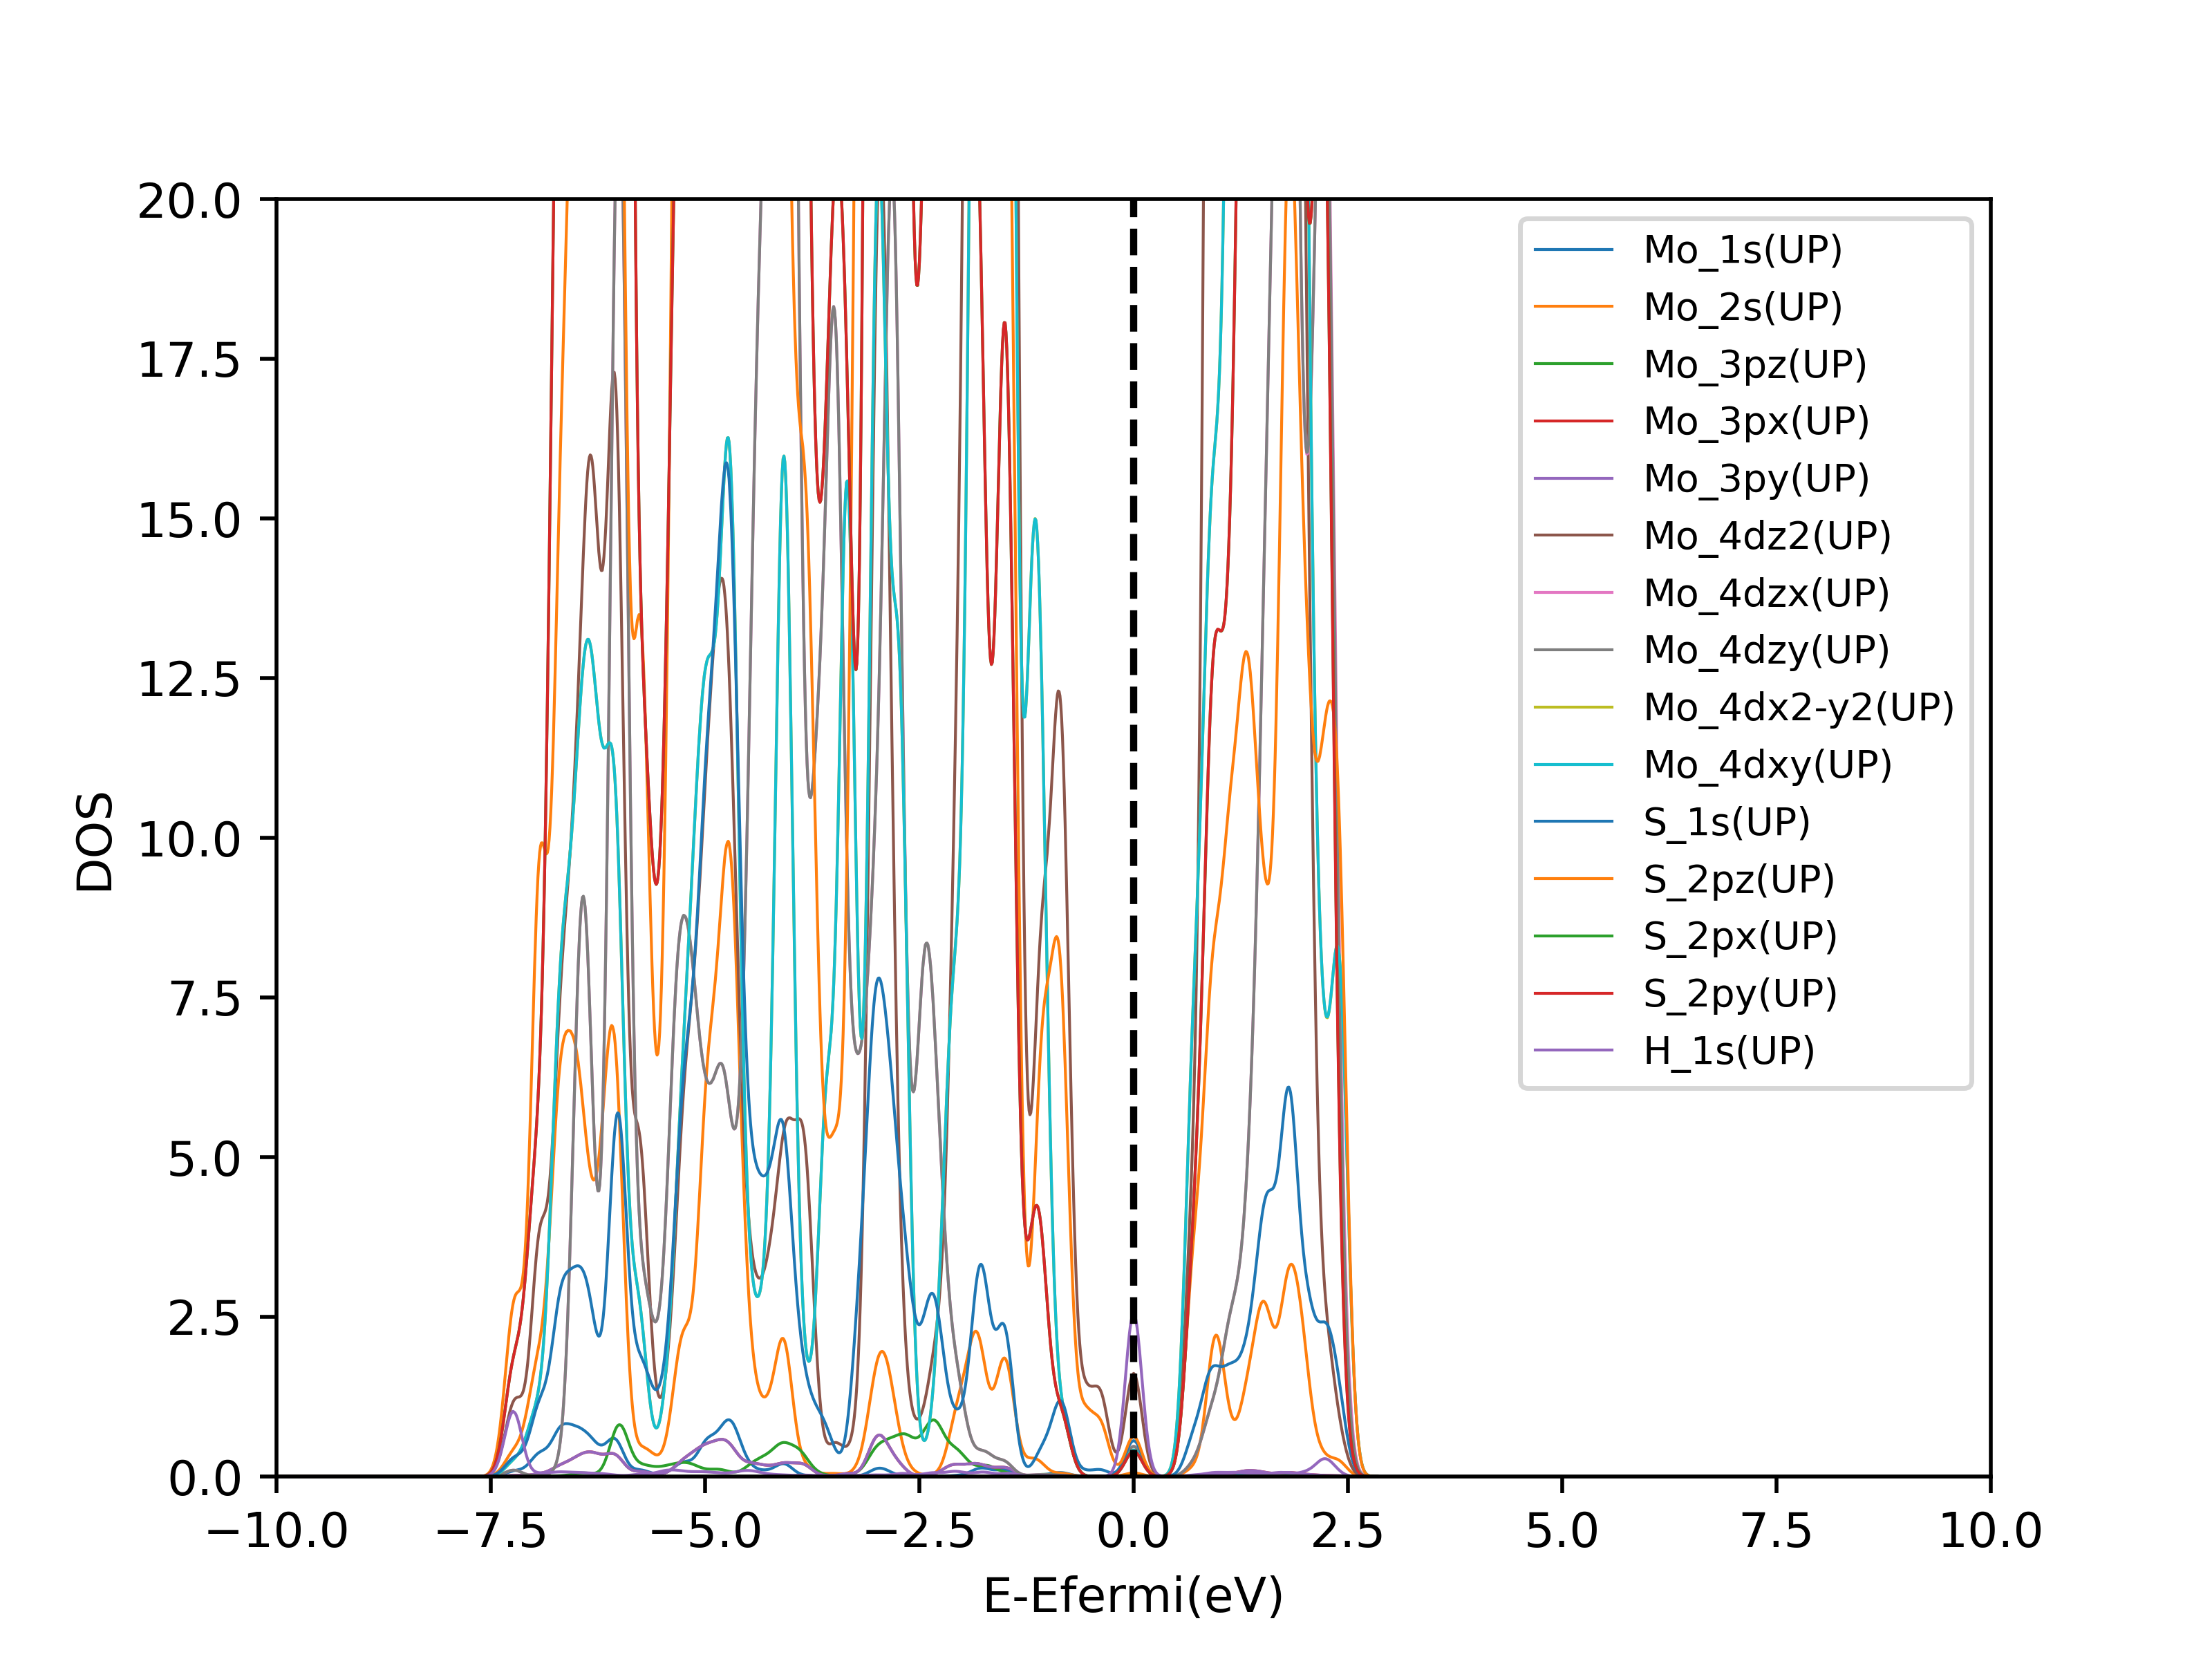 20.0
17.5
15.0
12.5
10.0
7.5
5.0
2.5
0.0
DOS
−10.0 −7.5 −5.0 −2.5 0.0 2.5 5.0 7.5 10.0
E-Efermi(eV)
Mo_1s(UP)
Mo_2s(UP)
Mo_3pz(UP)
Mo_3px(UP)
Mo_3py(UP)
Mo_4dz2(UP)
Mo_4dzx(UP)
Mo_4dzy(UP)
Mo_4dx2-y2(UP)
Mo_4dxy(UP)
S_1s(UP)
S_2pz(UP)
S_2px(UP)
S_2py(UP)
H_1s(UP)